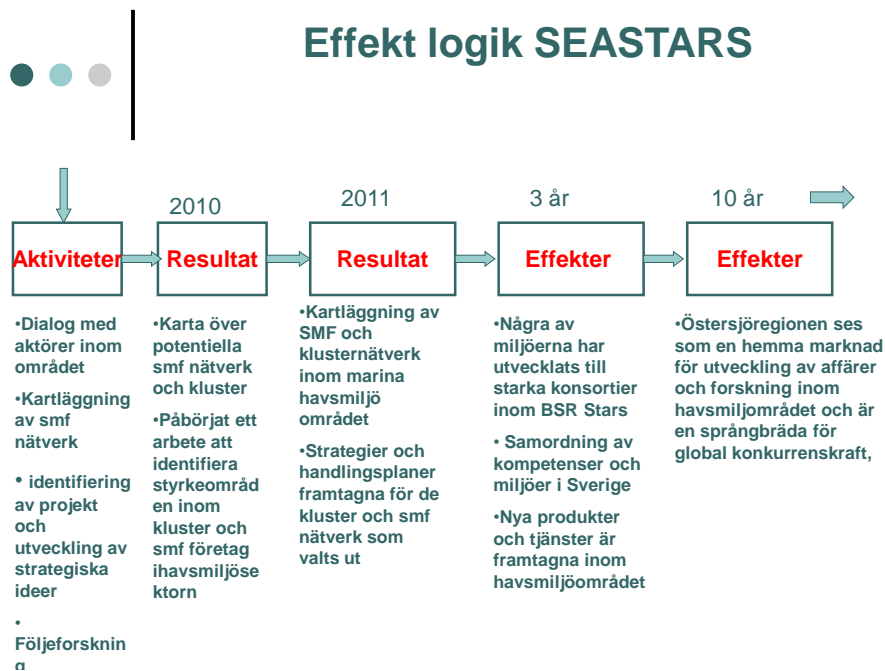 Effekt logik SEASTARS
2010
2011
3 år
10 år
Aktiviteter
Resultat
Resultat
Effekter
Effekter
•Dialog med
aktörer inom
området
•Kartläggning
av smf
nätverk
• identifiering
av projekt
och
utveckling av
strategiska
ideer
•
Följeforsknin
g
•Karta över
potentiella
smf nätverk
och kluster
•Påbörjat ett
arbete att
identifiera
styrkeområd
en inom
kluster och
smf företag
ihavsmiljöse
ktorn
•Kartläggning av
SMF och
klusternätverk
inom marina
havsmiljö
området
•Strategier och
handlingsplaner
framtagna för de
kluster och smf
nätverk som
valts ut
•Några av
miljöerna har
utvecklats till
starka konsortier
inom BSR Stars
• Samordning av
kompetenser och
miljöer i Sverige
•Nya produkter
och tjänster är
framtagna inom
havsmiljöområdet
•Östersjöregionen ses
som en hemma marknad
för utveckling av affärer
och forskning inom
havsmiljområdet och är
en språngbräda för
global konkurrenskraft,